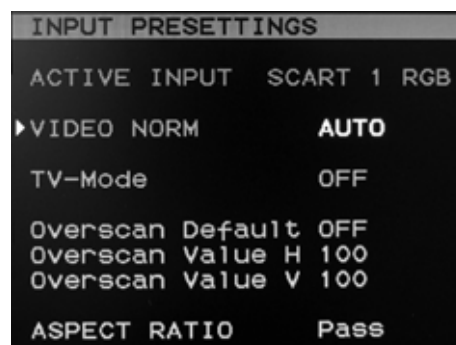 INPUT PRESETTINGS
ACTIVE INPUT SCART 1 RGB
VIDEO NORM AUTO
TV-Mode OFF
Overscan Default OFF
Overscan Value H 100
Overscan Value V 100
ASPECT RATIO Pass